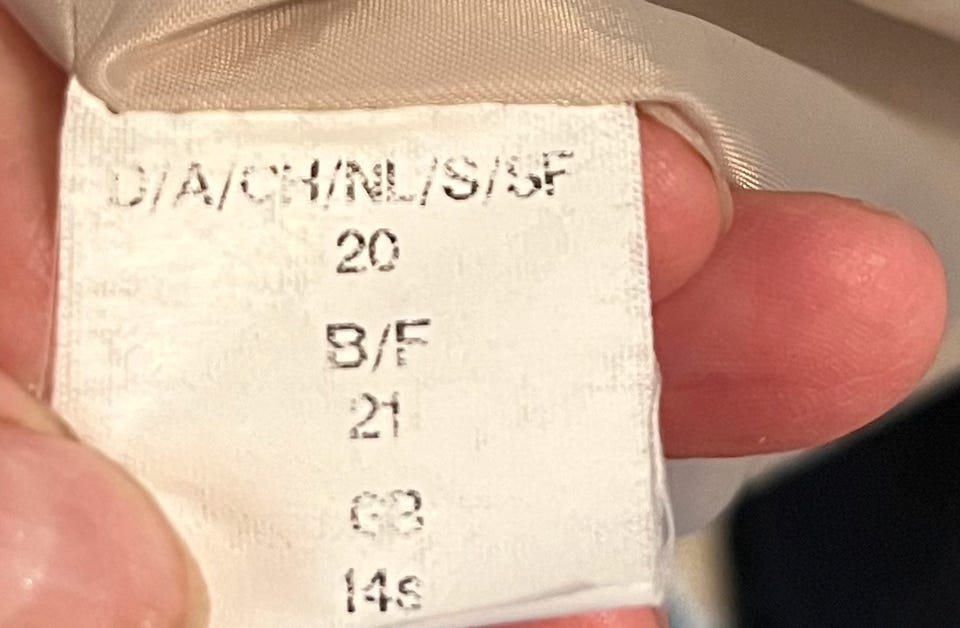 D/A/CH/NL/S/SF
20
B/F
21
GB
14s